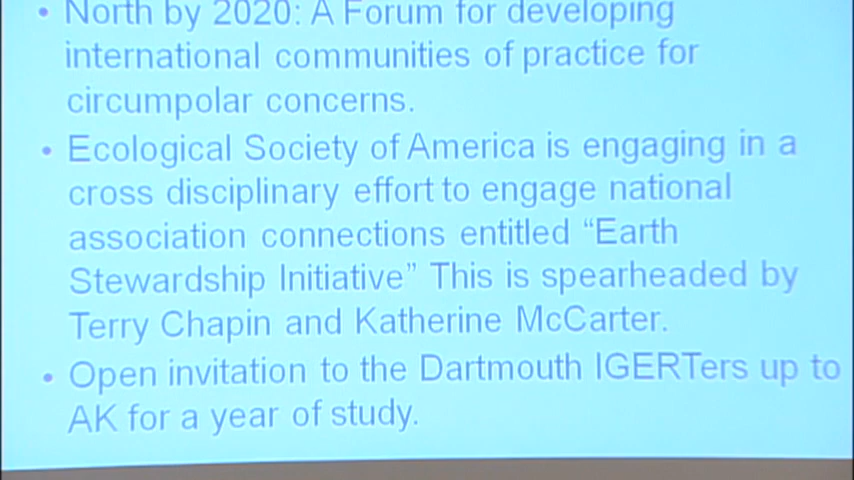 • North by 2020: A Forum for developing
international communities of practice for
circumpolar concerns.
• Ecological Society of America is engaging in a
cross disciplinary effort to engage national
association connections entitled “Earth
Stewardship Initiative” This is spearheaded by
Terry Chapin and Katherine McCarter.
• Open invitation to the Dartmouth IGERTers up to
AK for a year of study.